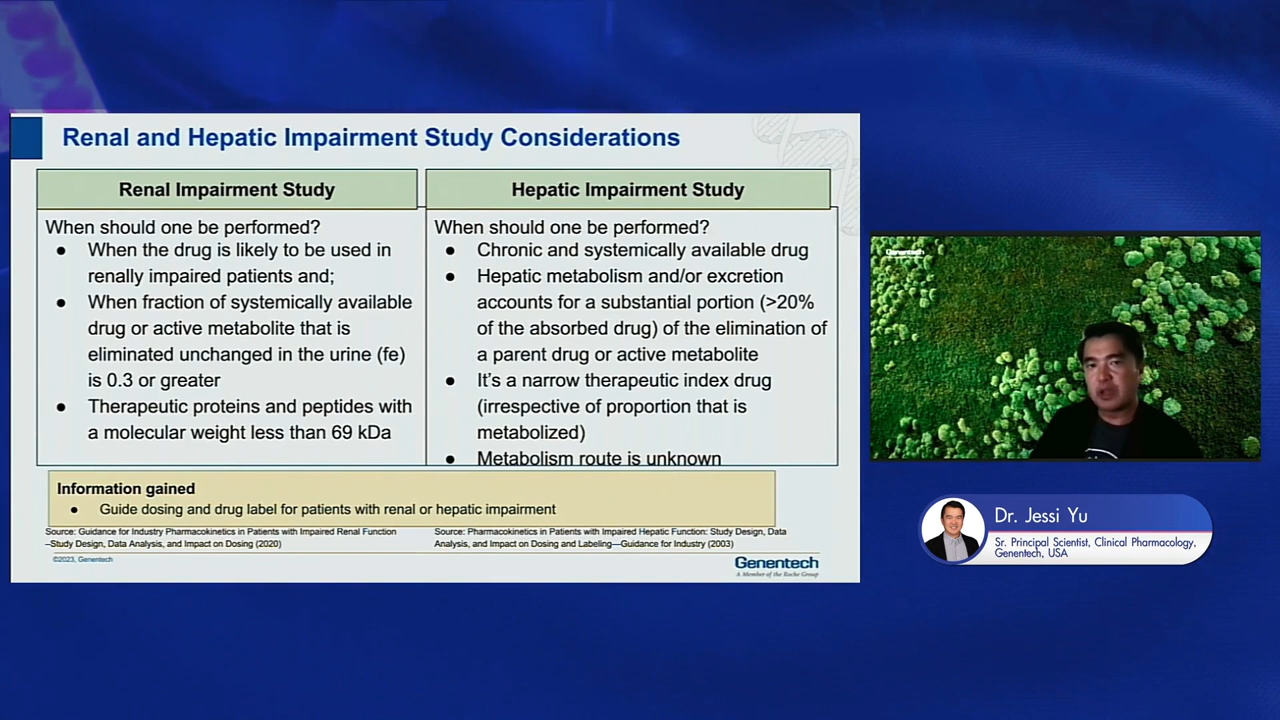 Renal and Hepatic Impairment Study Considerations
Renal Impairment Study
When should one be performed?
● When the drug is likely to be used in
renally impaired patients and;
● When fraction of systemically available
drug or active metabolite that is
eliminated unchanged in the urine (fe)
is 0.3 or greater
● Therapeutic proteins and peptides with
a molecular weight less than 69 kDa
Hepatic Impairment Study
When should one be performed?
● Chronic and systemically available drug
● Hepatic metabolism and/or excretion
accounts for a substantial portion (>20%
of the absorbed drug) of the elimination of
a parent drug or active metabolite
● It's a narrow therapeutic index drug
(irrespective of proportion that is
metabolized)
● Metabolism route is unknown
Information gained
● Guide dosing and drug label for patients with renal or hepatic impairment
Source: Guidance for Industry Pharmacokinetics in Patients with Impaired Renal Function
–Study Design, Data Analysis, and Impact on Dosing (2020)
Source: Pharmacokinetics in Patients with Impaired Hepatic Function: Study Design, Data
Analysis, and Impact on Dosing and Labeling—Guidance for Industry (2003)
©2023, Genentech
Genentech
A Member of the Roche Group
Genentech
Dr. Jessi Yu
Sr. Principal Scientist, Clinical Pharmacology,
Genentech, USA